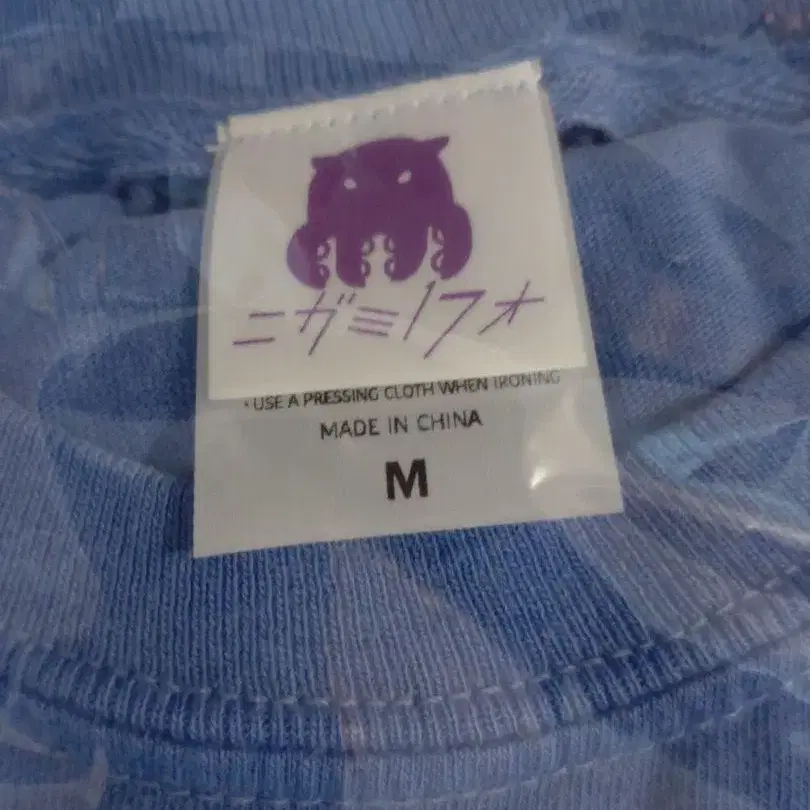 ニガミ17才
・USE A PRESSING CLOTH WHEN IRONING
MADE IN CHINA
M